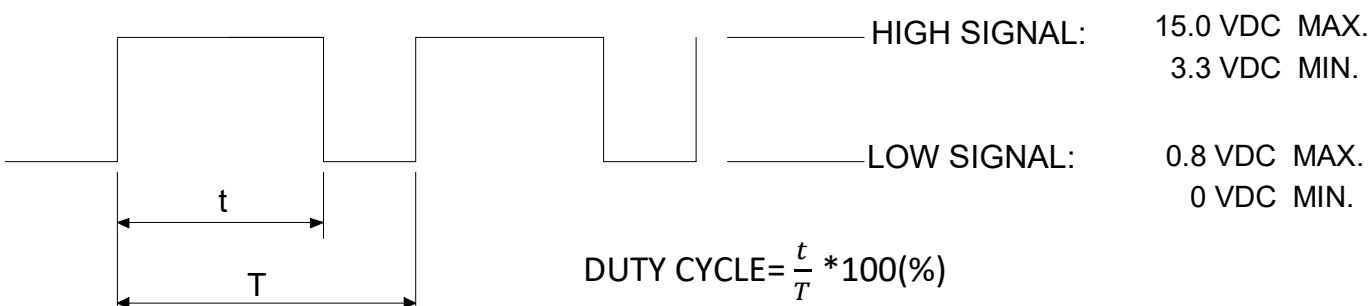 HIGH SIGNAL: 15.0 VDC MAX.
3.3 VDC MIN.
LOW SIGNAL: 0.8 VDC MAX.
0 VDC MIN.
t
T
DUTY CYCLE= t/T *100(%)